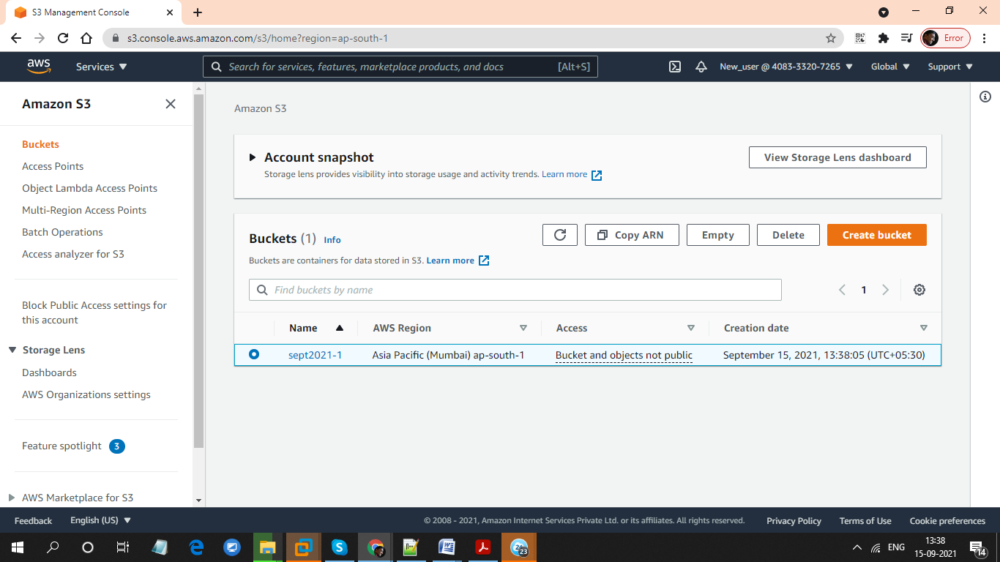 S3 Management Console
s3.console.aws.amazon.com/s3/home?region=ap-south-1
Error
aws
Services
Search for services, features, marketplace products, and docs [Alt+S]
New_user @ 4083-3320-7265
Global
Support
Amazon S3
Buckets
Access Points
Object Lambda Access Points
Multi-Region Access Points
Batch Operations
Access analyzer for S3
Block Public Access settings for
this account
Storage Lens
Dashboards
AWS Organizations settings
Feature spotlight 3
AWS Marketplace for S3
Amazon S3
Account snapshot
Storage lens provides visibility into storage usage and activity trends. Learn more
View Storage Lens dashboard
Buckets (1) Info
Copy ARN
Empty
Delete
Create bucket
Buckets are containers for data stored in S3. Learn more
Find buckets by name
1
Name AWS Region Access Creation date
sept2021-1 Asia Pacific (Mumbai) ap-south-1 Bucket and objects not public September 15, 2021, 13:38:05 (UTC+05:30)
Feedback English (US) © 2008 - 2021, Amazon Internet Services Private Ltd. or its affiliates. All rights reserved. Privacy Policy Terms of Use Cookie preferences
ENG
13:38
15-09-2021
14